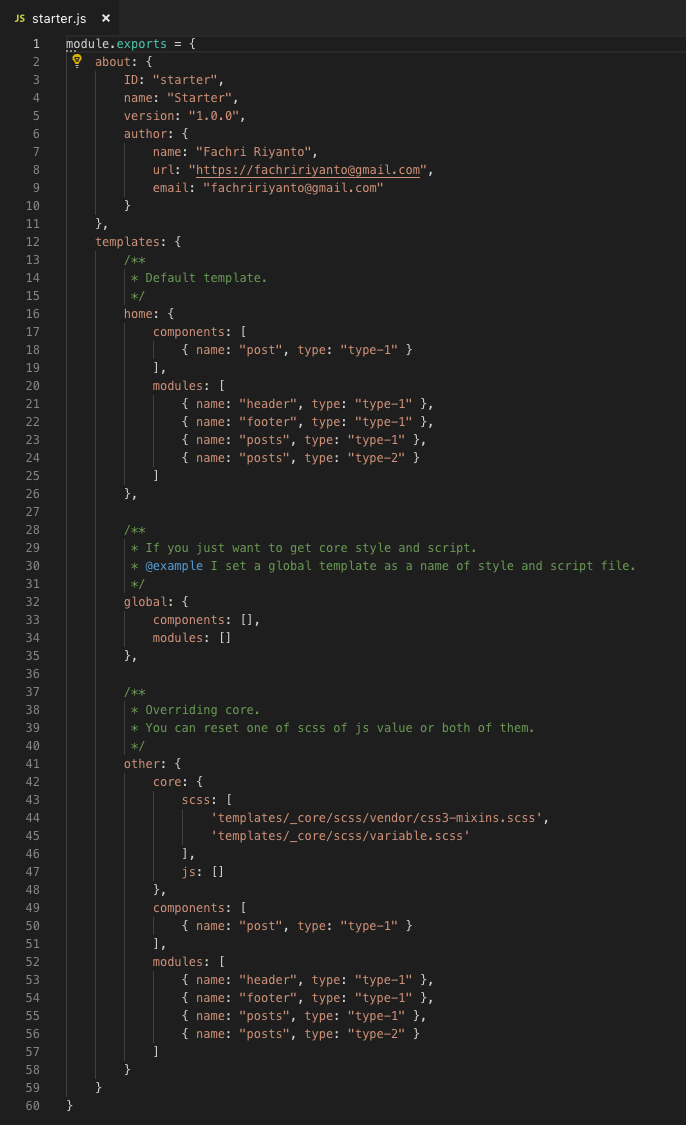 JS starter.js ×
1 module.exports = {
2     about: {
3         ID: "starter",
4         name: "Starter",
5         version: "1.0.0",
6         author: {
7             name: "Fachri Riyanto",
8             url: "https://fachririyanto@gmail.com",
9             email: "fachririyanto@gmail.com"
10         }
11     },
12     templates: {
13         /**
14          * Default template.
15          */
16         home: {
17             components: [
18                 { name: "post", type: "type-1" }
19             ],
20             modules: [
21                 { name: "header", type: "type-1" },
22                 { name: "footer", type: "type-1" },
23                 { name: "posts", type: "type-1" },
24                 { name: "posts", type: "type-2" }
25             ]
26         },
27
28         /**
29          * If you just want to get core style and script.
30          * @example I set a global template as a name of style and script file.
31          */
32         global: {
33             components: [],
34             modules: []
35         },
36
37         /**
38          * Overriding core.
39          * You can reset one of scss of js value or both of them.
40          */
41         other: {
42             core: {
43                 scss: [
44                     'templates/_core/scss/vendor/css3-mixins.scss',
45                     'templates/_core/scss/variable.scss'
46                 ],
47                 js: []
48             },
49             components: [
50                 { name: "post", type: "type-1" }
51             ],
52             modules: [
53                 { name: "header", type: "type-1" },
54                 { name: "footer", type: "type-1" },
55                 { name: "posts", type: "type-1" },
56                 { name: "posts", type: "type-2" }
57             ]
58         }
59     }
60 }